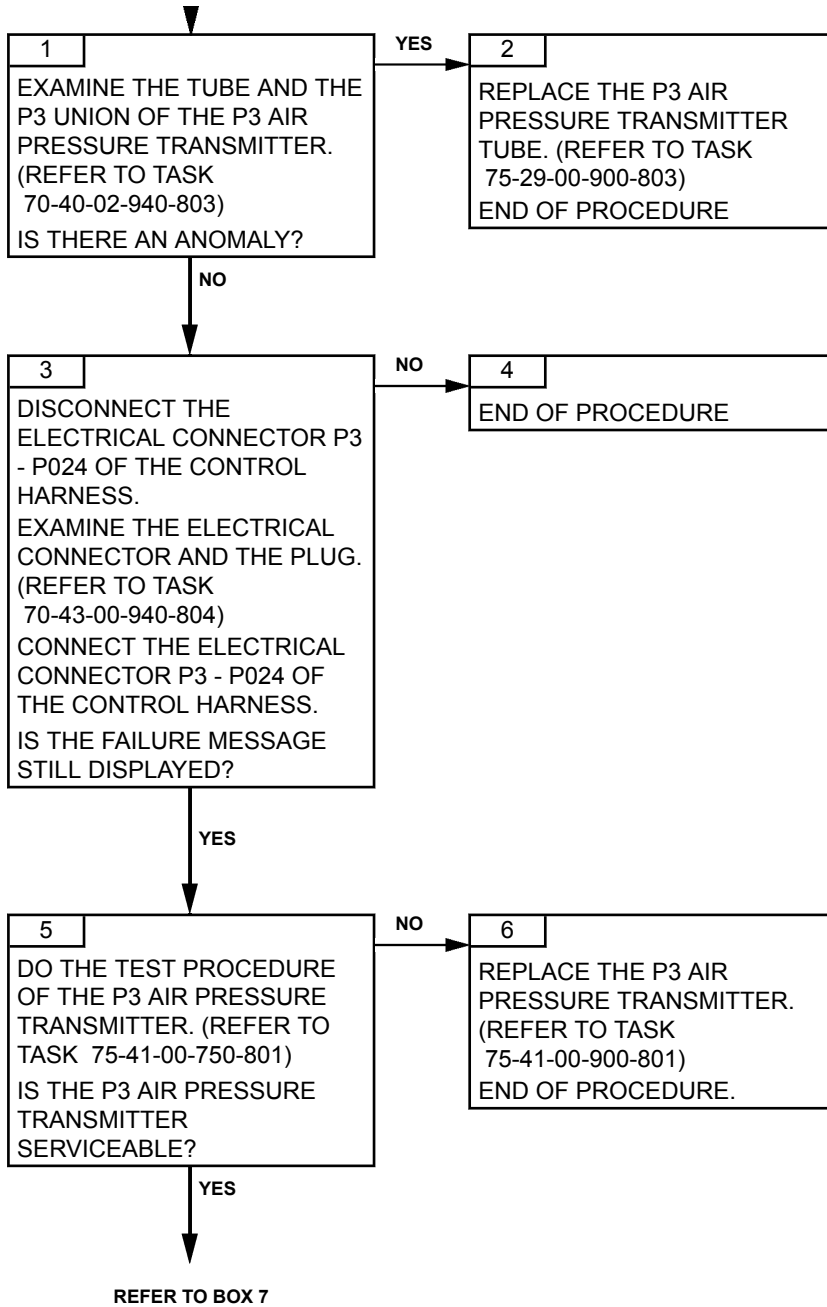 1
EXAMINE THE TUBE AND THE
P3 UNION OF THE P3 AIR
PRESSURE TRANSMITTER.
(REFER TO TASK
70-40-02-940-803)
IS THERE AN ANOMALY?
YES
2
REPLACE THE P3 AIR
PRESSURE TRANSMITTER
TUBE. (REFER TO TASK
75-29-00-900-803)
END OF PROCEDURE
NO
3
DISCONNECT THE
ELECTRICAL CONNECTOR P3
- P024 OF THE CONTROL
HARNESS.
EXAMINE THE ELECTRICAL
CONNECTOR AND THE PLUG.
(REFER TO TASK
70-43-00-940-804)
CONNECT THE ELECTRICAL
CONNECTOR P3 - P024 OF
THE CONTROL HARNESS.
IS THE FAILURE MESSAGE
STILL DISPLAYED?
NO
4
END OF PROCEDURE
YES
5
DO THE TEST PROCEDURE
OF THE P3 AIR PRESSURE
TRANSMITTER. (REFER TO
TASK 75-41-00-750-801)
IS THE P3 AIR PRESSURE
TRANSMITTER
SERVICEABLE?
NO
6
REPLACE THE P3 AIR
PRESSURE TRANSMITTER.
(REFER TO TASK
75-41-00-900-801)
END OF PROCEDURE.
YES
REFER TO BOX 7